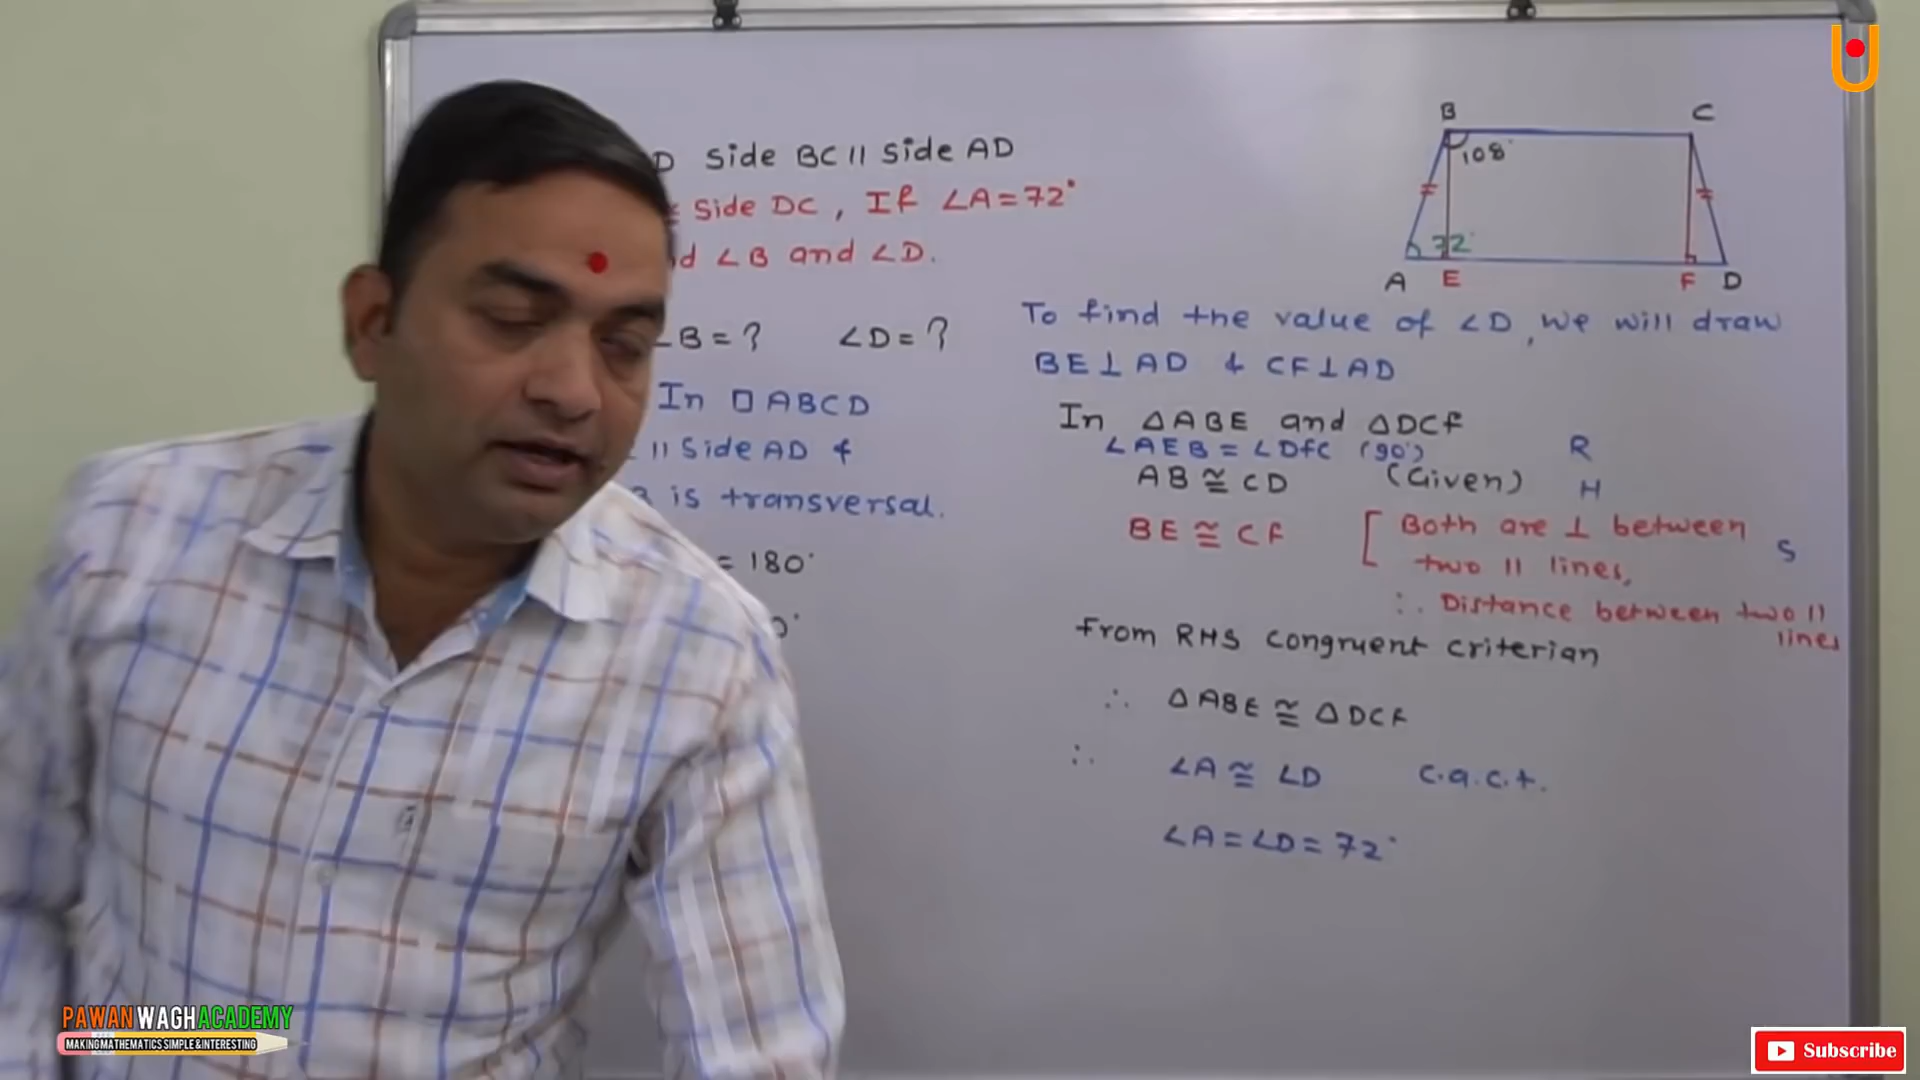 D Side BC || Side AD
≅ Side DC, If ∠A = 72°
∠B and ∠D.
∠B = ? ∠D = ?
In □ ABCD
|| Side AD &
is transversal.
= 180°
B C
108°
72°
A E F D
To find the value of ∠D, we will draw
BE ⊥ AD & CF ⊥ AD
In △ABE and △DCF
∠AEB = ∠DFC (90°) R
AB ≅ CD (Given) H
BE ≅ CF [Both are ⊥ between S
two || lines,
∴ Distance between two ||
lines
From RHS congruent criterian
∴ △ABE ≅ △DCF
∴ ∠A ≅ ∠D c.a.c.t.
∠A = ∠D = 72°
PAWAN WAGH ACADEMY
MAKING MATHEMATICS SIMPLE & INTERESTING
Subscribe